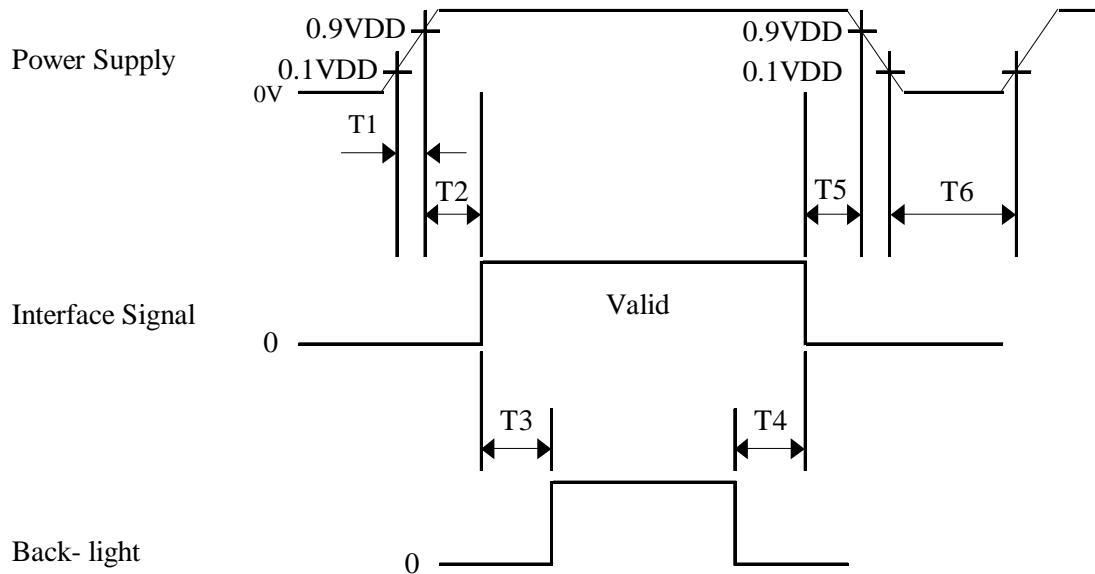 0.9VDD
0.9VDD
Power Supply
0.1VDD
0.1VDD
0V
T1
T2
T5
T6
Interface Signal
Valid
0
T3
T4
Back- light
0